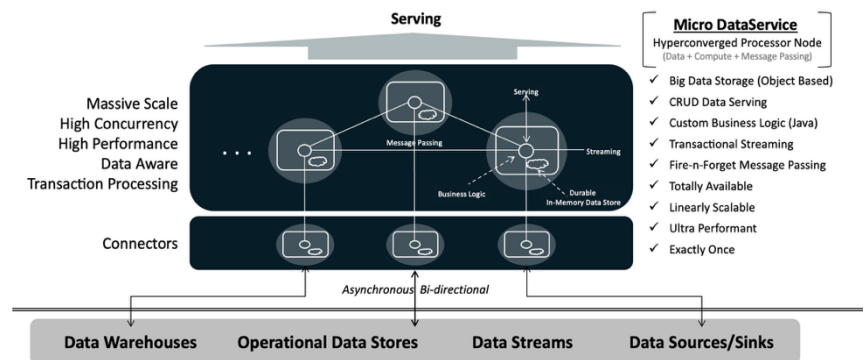 Serving
Massive Scale
High Concurrency
High Performance
Data Aware
Transaction Processing
. . .
Message Passing
Serving
Streaming
Business Logic
Durable
In-Memory Data Store
Connectors
Asynchronous Bi-directional
Data Warehouses
Operational Data Stores
Data Streams
Data Sources/Sinks
Micro DataService
Hyperconverged Processor Node
(Data + Compute + Message Passing)
✓ Big Data Storage (Object Based)
✓ CRUD Data Serving
✓ Custom Business Logic (Java)
✓ Transactional Streaming
✓ Fire-n-Forget Message Passing
✓ Totally Available
✓ Linearly Scalable
✓ Ultra Performant
✓ Exactly Once